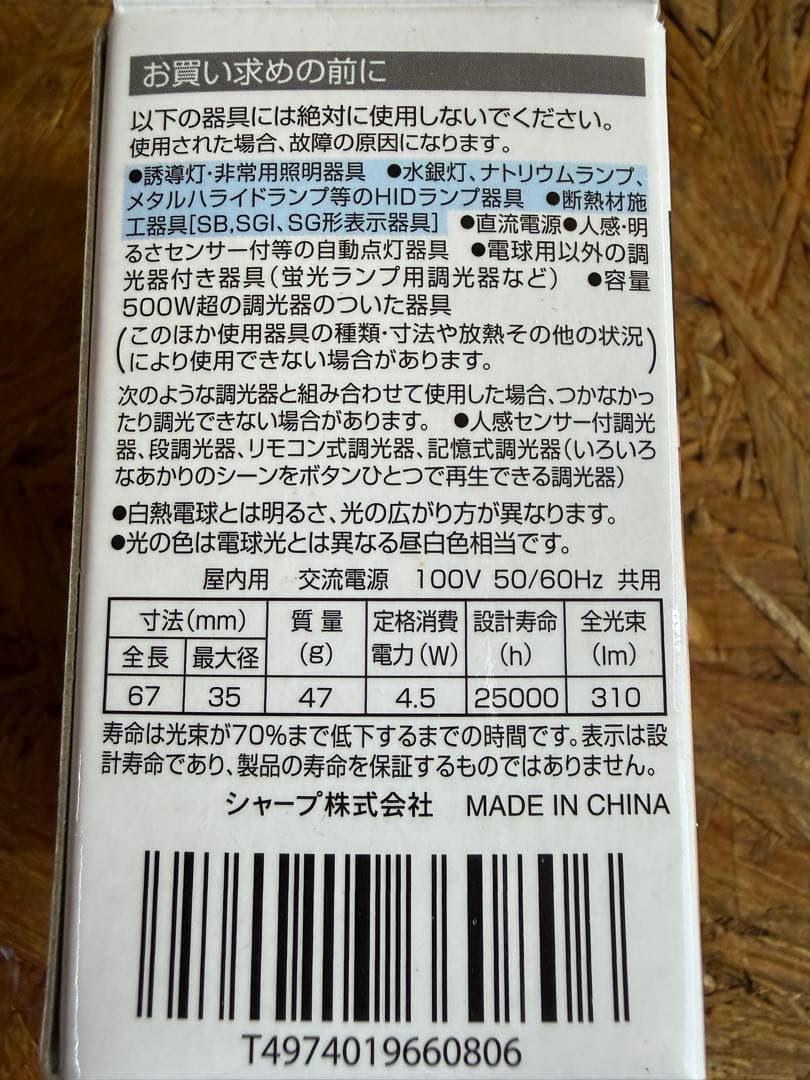 お買い求めの前に
以下の器具には絶対に使用しないでください。
使用された場合、故障の原因になります。
●誘導灯・非常用照明器具 ●水銀灯、ナトリウムランプ、
メタルハライドランプ等のHIDランプ器具 ●断熱材施
工器具[SB,SGI、SG形表示器具] ●直流電源●人感・明
るさセンサー付等の自動点灯器具 ●電球用以外の調
光器付き器具(蛍光ランプ用調光器など) ●容量
500W超の調光器のついた器具
(このほか使用器具の種類・寸法や放熱その他の状況
により使用できない場合があります。)
次のような調光器と組み合わせて使用した場合、つかなかっ
たり調光できない場合があります。 ●人感センサー付調光
器、段調光器、リモコン式調光器、記憶式調光器(いろいろ
なあかりのシーンをボタンひとつで再生できる調光器)
●白熱電球とは明るさ、光の広がり方が異なります。
●光の色は電球光とは異なる昼白色相当です。
屋内用 交流電源 100V 50/60Hz 共用
寸法(mm) 質量 定格消費 設計寿命 全光束
全長 最大径 (g) 電力(W) (h) (lm)
67 35 47 4.5 25000 310
寿命は光束が70%まで低下するまでの時間です。表示は設
計寿命であり、製品の寿命を保証するものではありません。
シャープ株式会社 MADE IN CHINA
T4974019660806